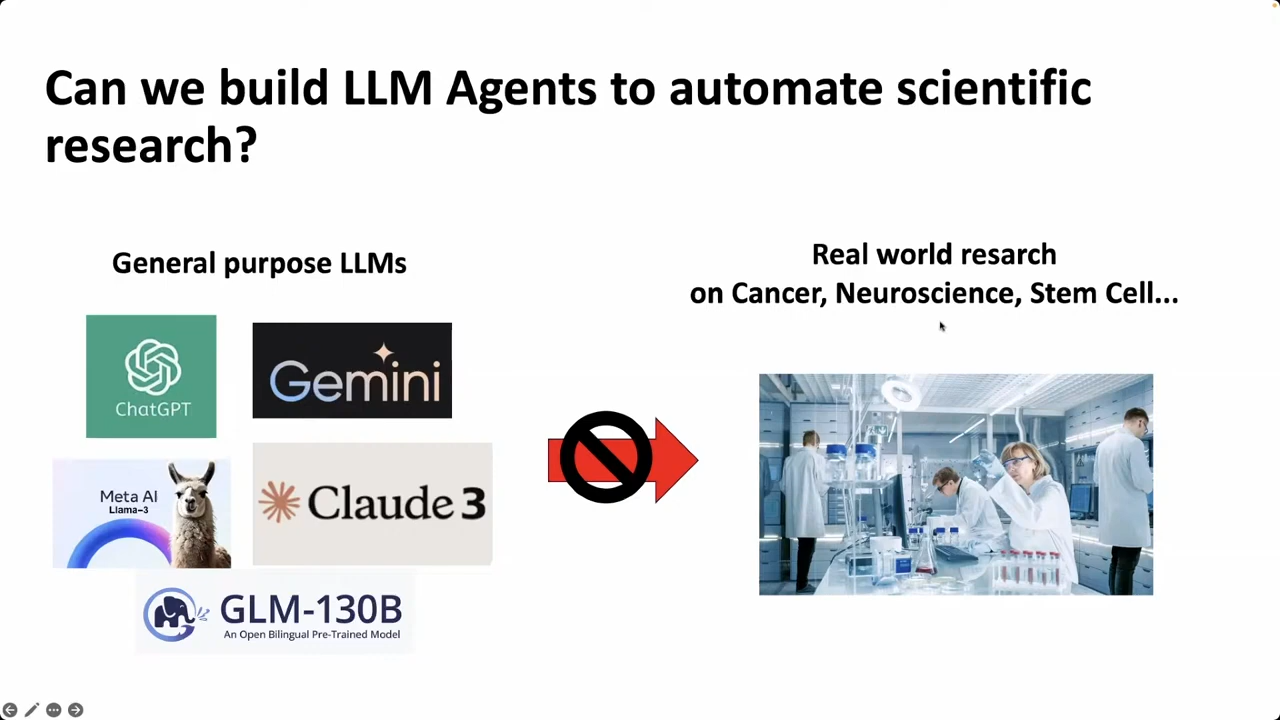 Can we build LLM Agents to automate scientific
research?
General purpose LLMs
ChatGPT
Gemini
Meta AI
Llama-3
Claude 3
GLM-130B
An Open Bilingual Pre-Trained Model
Real world resarch
on Cancer, Neuroscience, Stem Cell...